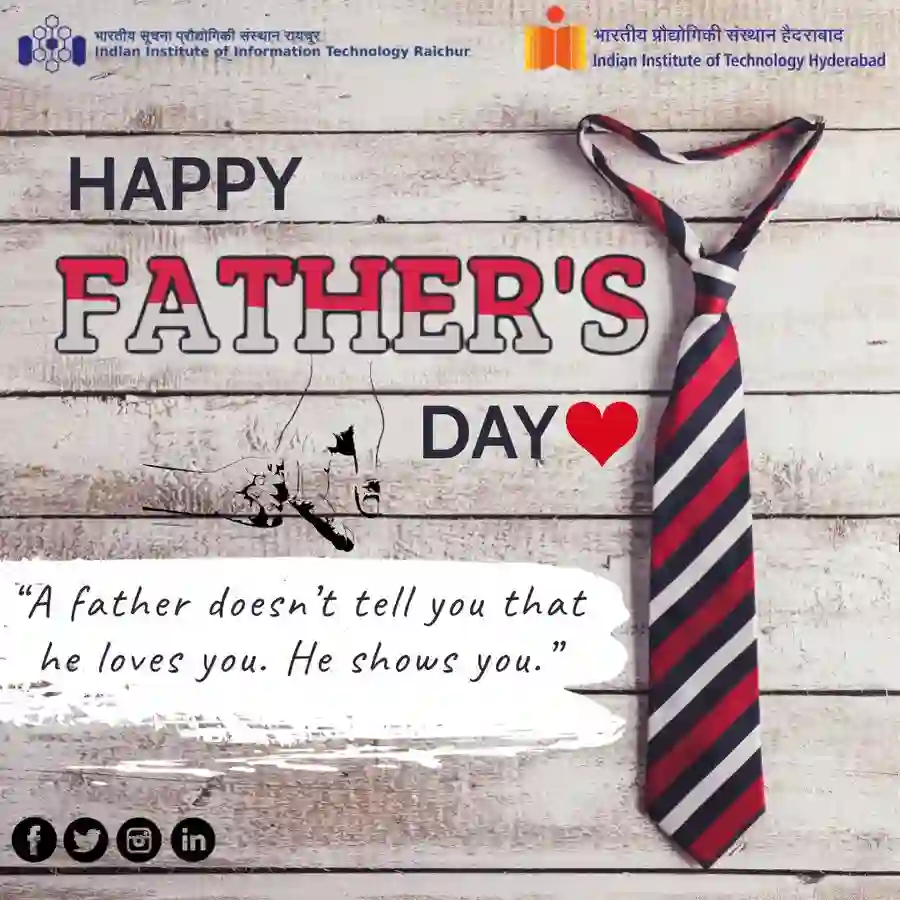 भारतीय सूचना प्रौद्योगिकी संस्थान रायचूर
Indian Institute of Information Technology Raichur
भारतीय प्रौद्योगिकी संस्थान हैदराबाद
Indian Institute of Technology Hyderabad
HAPPY
FATHER'S
DAY
“A father doesn’t tell you that
he loves you. He shows you.”